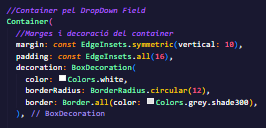 //Container pel DropDown Field
Container(
//Marges i decoració del container
margin: const EdgeInsets.symmetric(vertical: 10),
padding: const EdgeInsets.all(16),
decoration: BoxDecoration(
color: Colors.white,
borderRadius: BorderRadius.circular(12),
border: Border.all(color: Colors.grey.shade300),
), // BoxDecoration